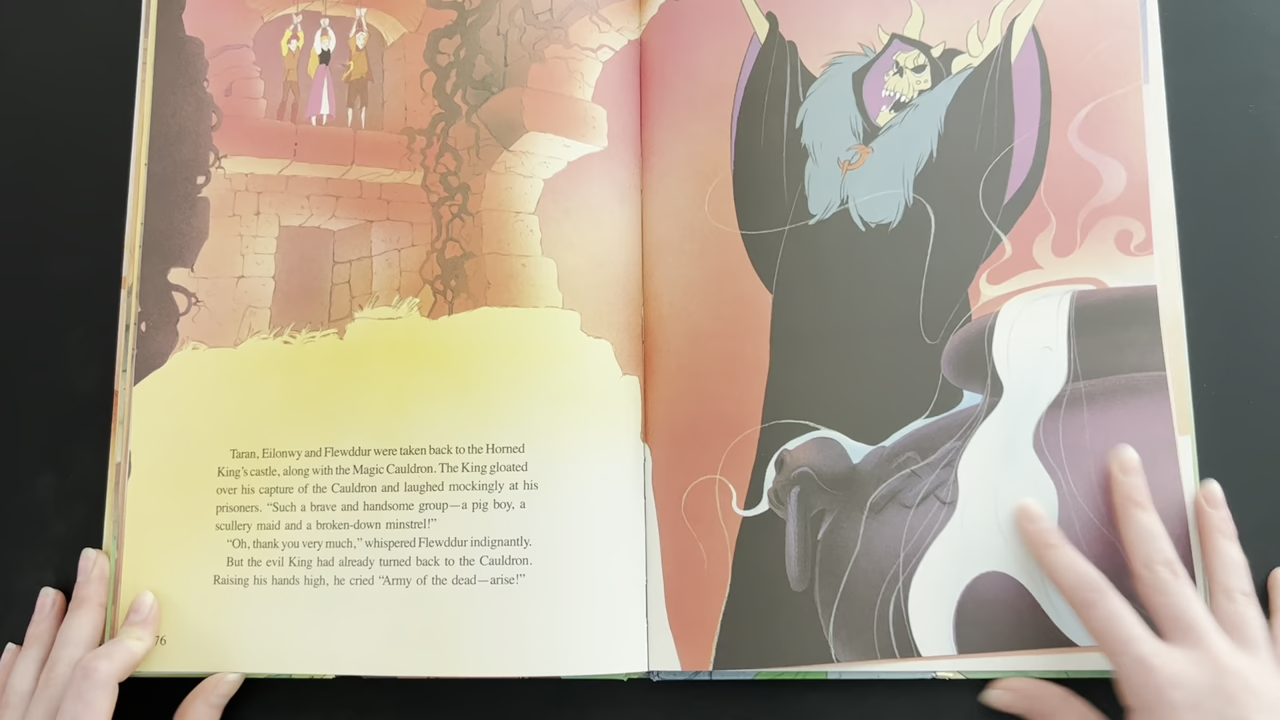 Taran, Eilonwy and Flewddur were taken back to the Horned
King's castle, along with the Magic Cauldron. The King gloated
over his capture of the Cauldron and laughed mockingly at his
prisoners. “Such a brave and handsome group—a pig boy, a
scullery maid and a broken-down minstrel!”
“Oh, thank you very much,” whispered Flewddur indignantly.
But the evil King had already turned back to the Cauldron.
Raising his hands high, he cried “Army of the dead—arise!”
76